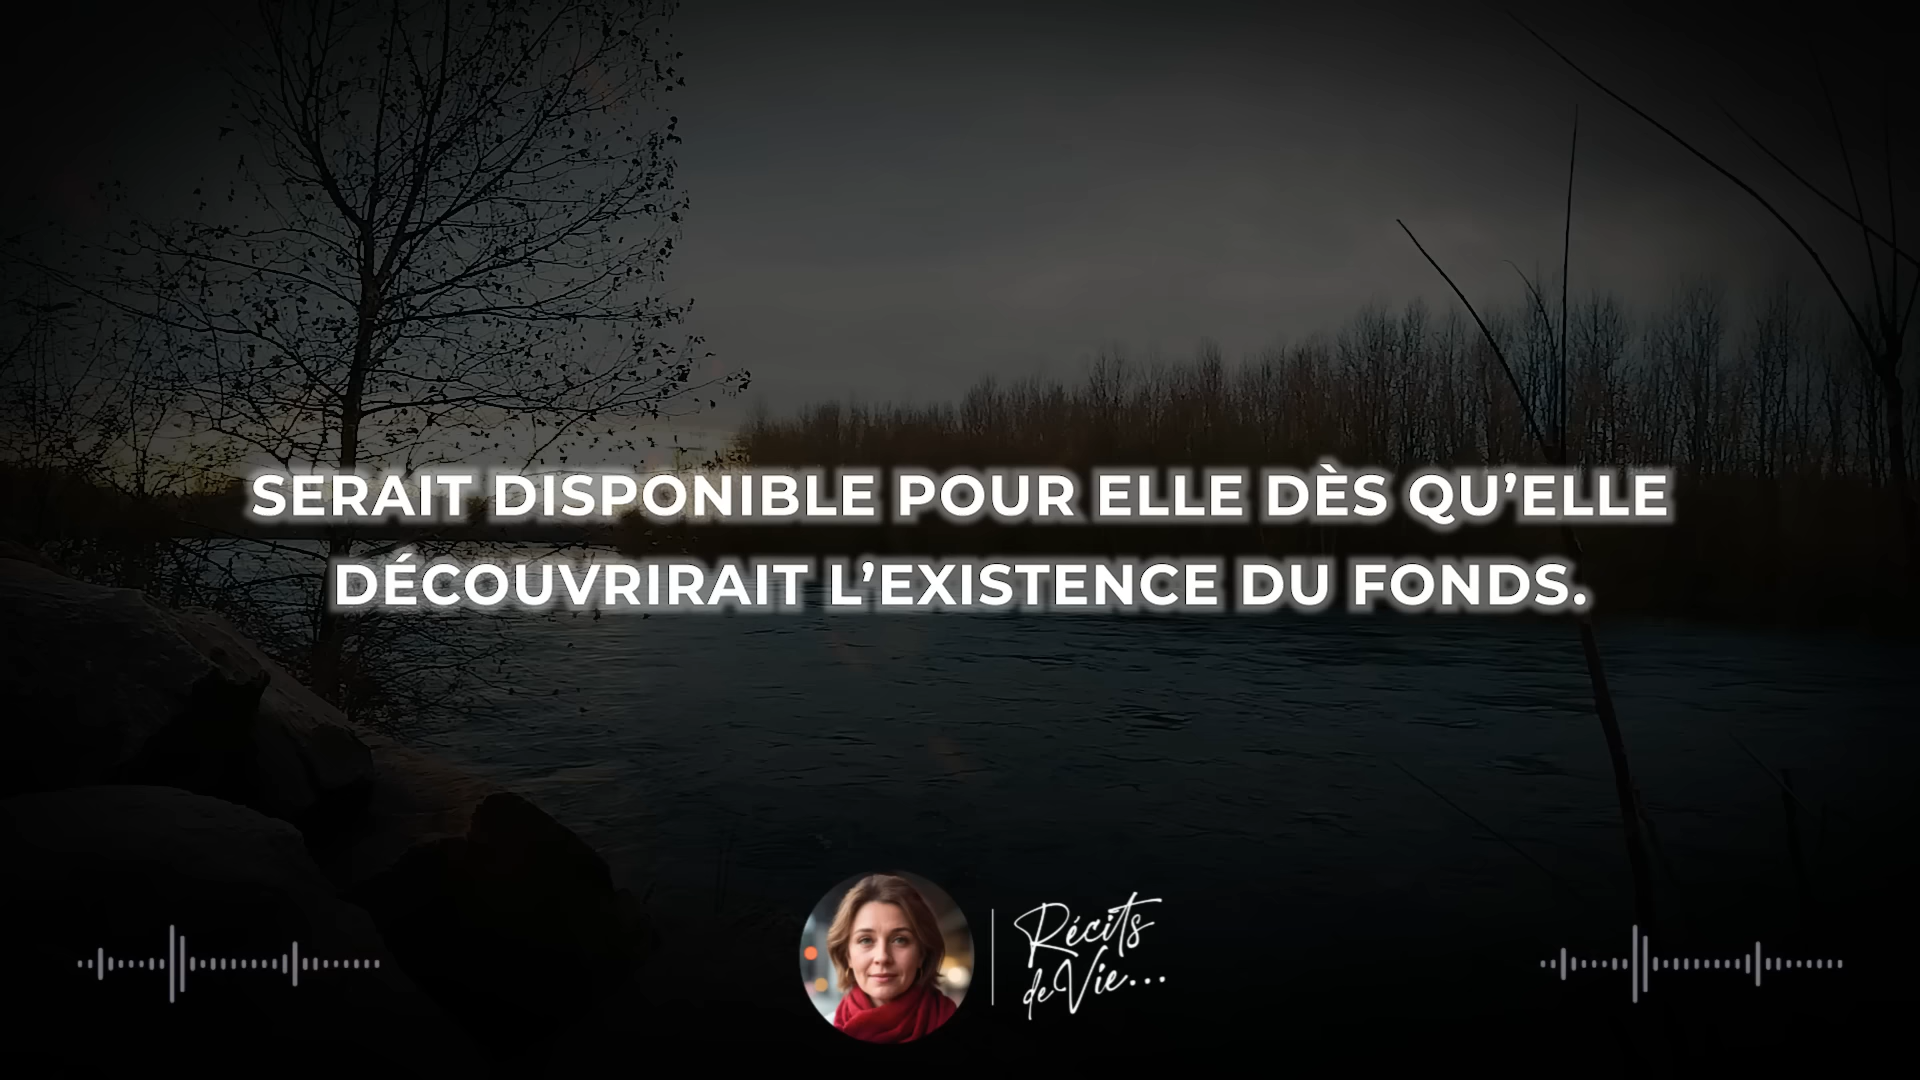 SERAIT DISPONIBLE POUR ELLE DÈS QU’ELLE
DÉCOUVRIRAIT L’EXISTENCE DU FONDS.
Récits
de Vie...